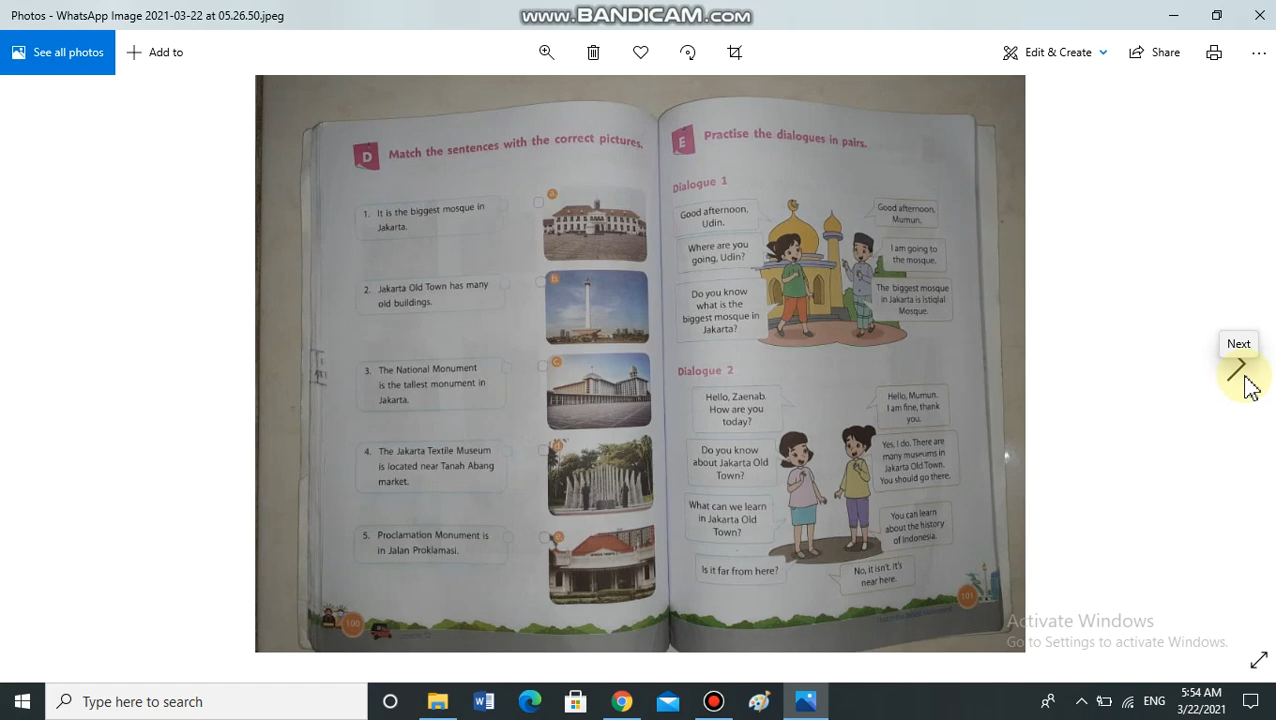 Photos - WhatsApp Image 2021-03-22 at 05.26.50.jpeg
www.BANDICAM.com
See all photos
Add to
Edit & Create
Share
D Match the sentences with the correct pictures.
1. It is the biggest mosque in
Jakarta.
2. Jakarta Old Town has many
old buildings.
3. The National Monument
is the tallest monument in
Jakarta.
4. The Jakarta Textile Museum
is located near Tanah Abang
market.
5. Proclamation Monument is
in Jalan Proklamasi.
a
b
c
d
e
100
E Practise the dialogues in pairs.
Dialogue 1
Good afternoon,
Udin.
Good afternoon,
Mumun.
Where are you
going, Udin?
I am going to
the mosque.
Do you know
what is the
biggest mosque in
Jakarta?
The biggest mosque
in Jakarta is Istiqlal
Mosque.
Dialogue 2
Hello, Zaenab.
How are you
today?
Hello, Mumun.
I am fine, thank
you.
Do you know
about Jakarta Old
Town?
Yes, I do. There are
many museums in
Jakarta Old Town.
You should go there.
What can we learn
in Jakarta Old
Town?
You can learn
about the history
of Indonesia.
Is it far from here?
No, it isn't. It's
near here.
101
Next
Activate Windows
Go to Settings to activate Windows.
Type here to search
ENG
5:54 AM
3/22/2021